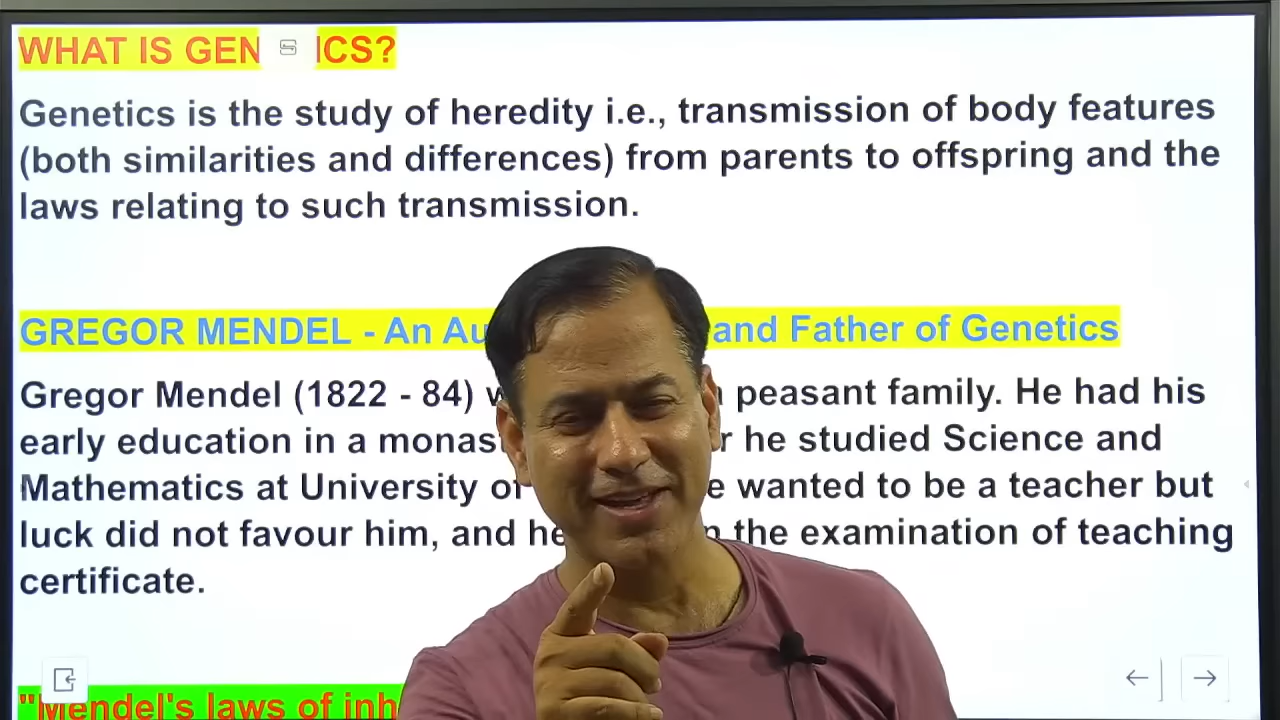 WHAT IS GEN ICS?
Genetics is the study of heredity i.e., transmission of body features
(both similarities and differences) from parents to offspring and the
laws relating to such transmission.
GREGOR MENDEL - An Au and Father of Genetics
Gregor Mendel (1822 - 84) peasant family. He had his
early education in a monas he studied Science and
Mathematics at University of wanted to be a teacher but
luck did not favour him, and he the examination of teaching
certificate.
"Mendel's laws of inh